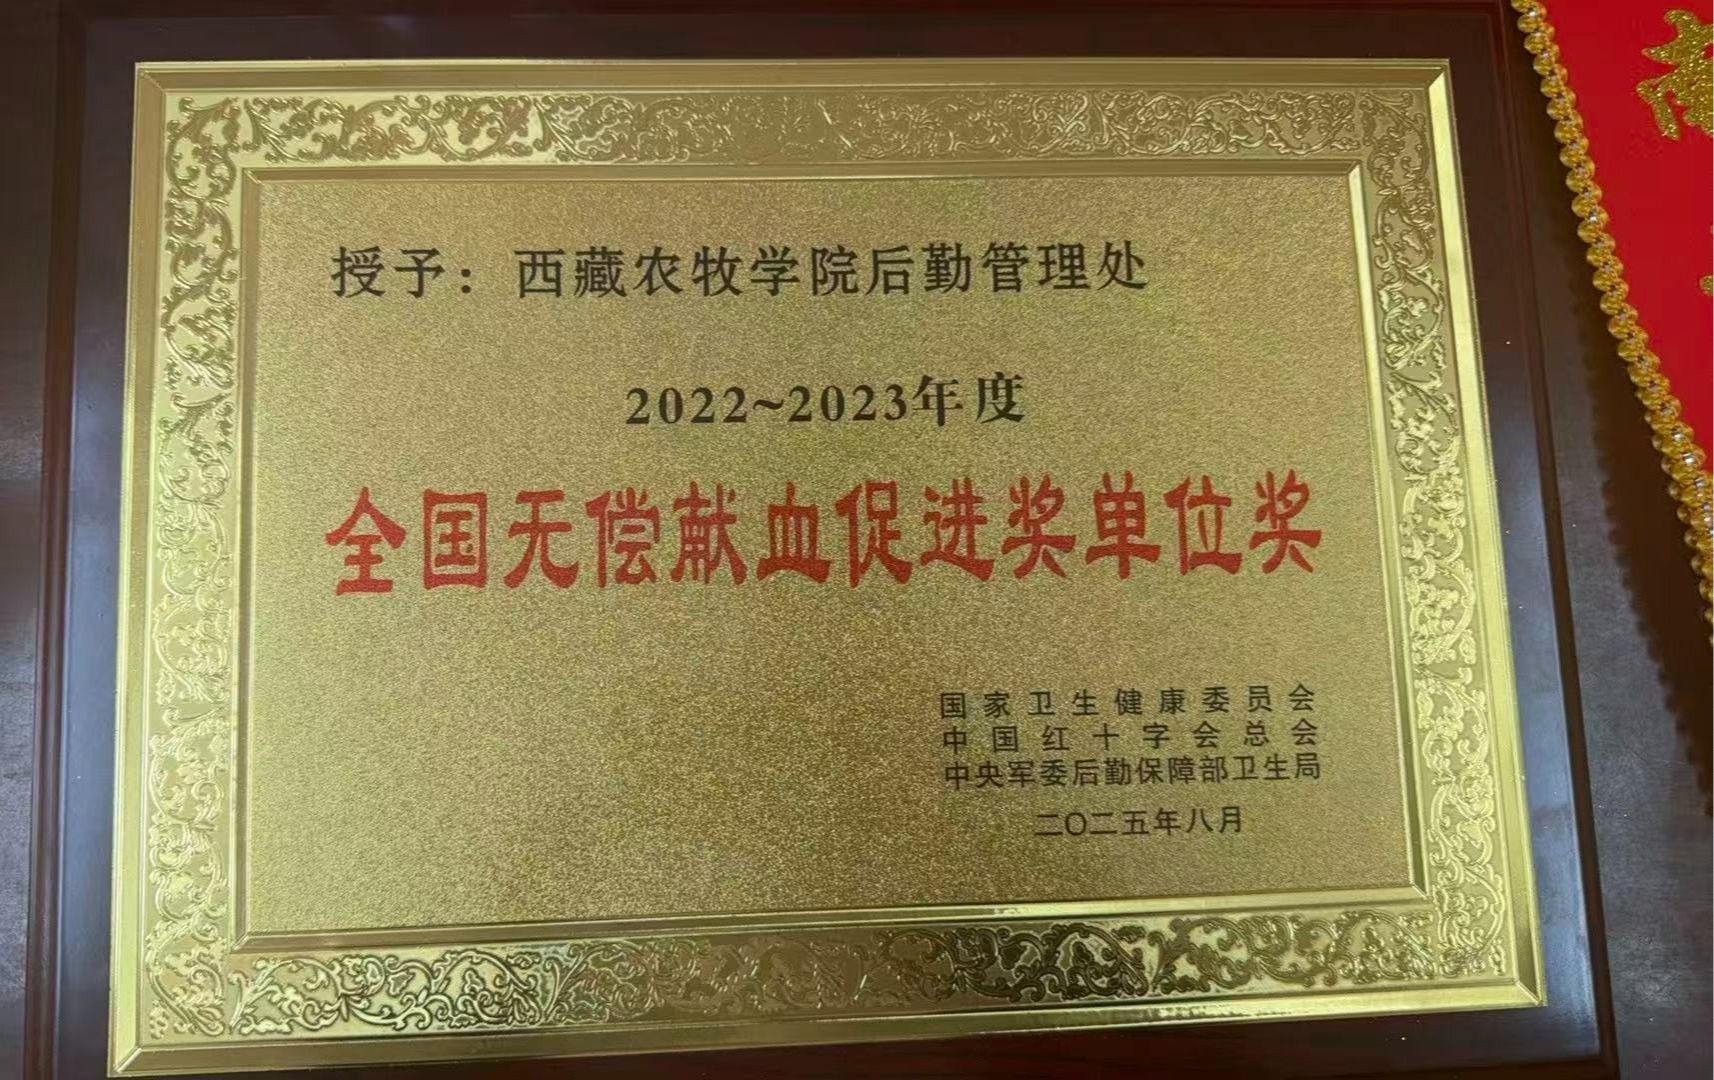 授予：西藏农牧学院后勤管理处
2022~2023年度
全国无偿献血促进奖单位奖
国家卫生健康委员会
中国红十字会总会
中央军委后勤保障部卫生局
二〇二五年八月